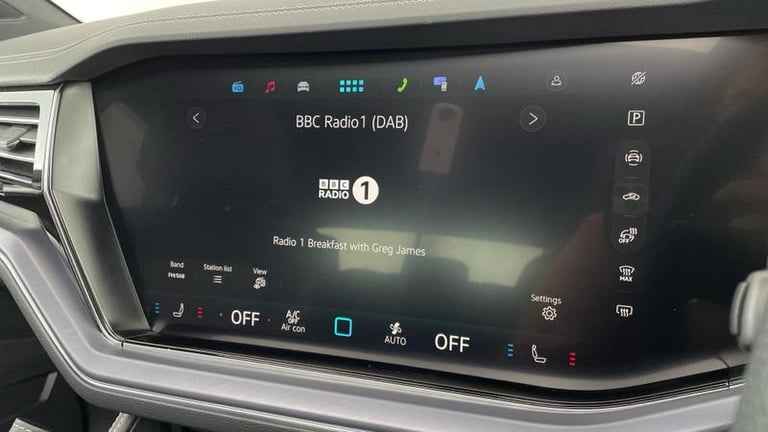 P
BBC Radio1 (DAB)
BBC
RADIO 1
Radio 1 Breakfast with Greg James
Band
FM/DAB
Station list
View
Settings
OFF
MAX
OFF
A/C
OFF
Air con
AUTO
OFF